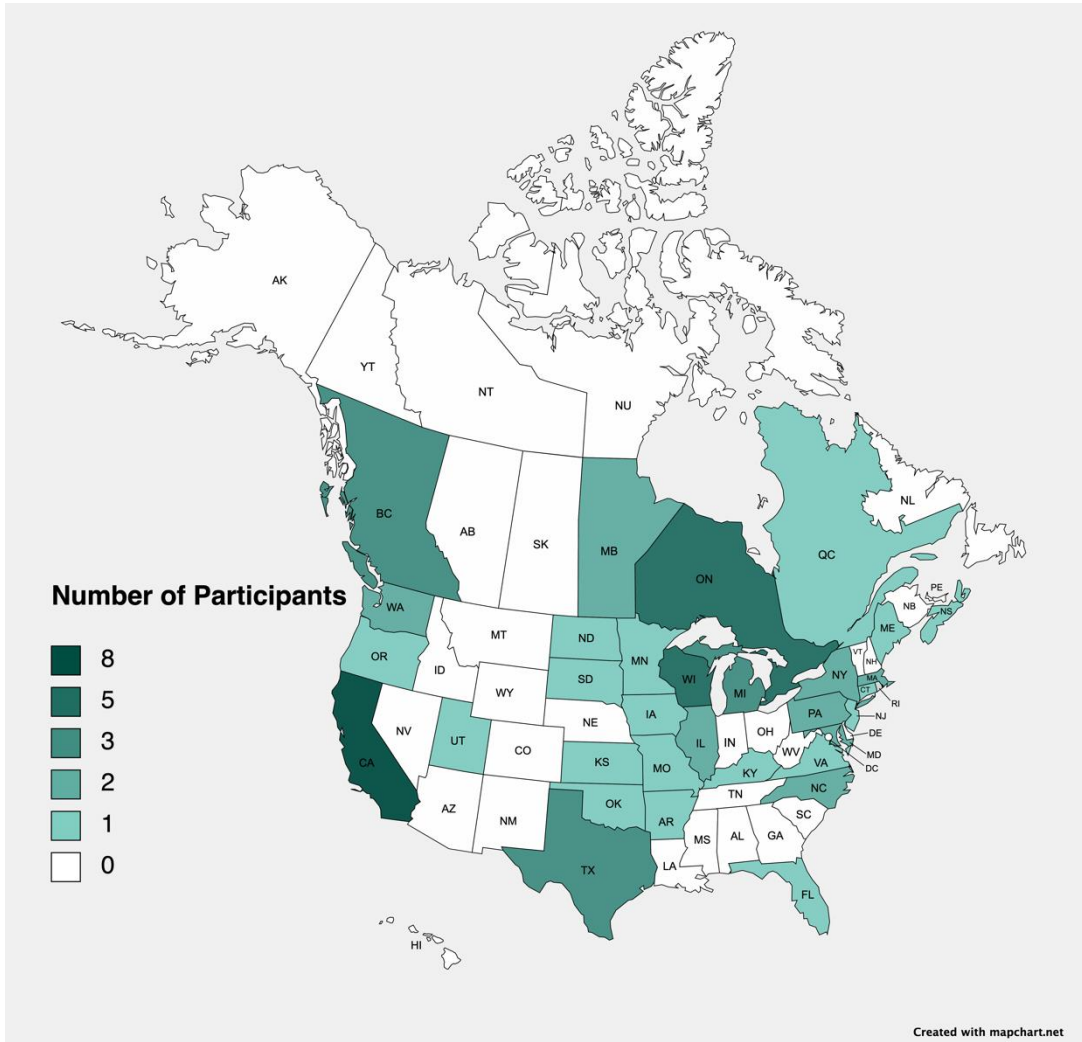 AK
YT
NT
NU
BC
AB
SK
MB
ON
QC
NL
PE
NB
NS
Number of Participants
8
5
3
2
1
0
WA
OR
CA
ID
NV
MT
WY
UT
AZ
CO
NM
ND
SD
NE
KS
OK
TX
MN
IA
MO
AR
LA
WI
IL
MI
IN
OH
KY
TN
MS
AL
GA
FL
SC
NC
VA
WV
PA
NY
VT
NH
ME
MA
CT
RI
NJ
DE
MD
DC
HI
Created with mapchart.net